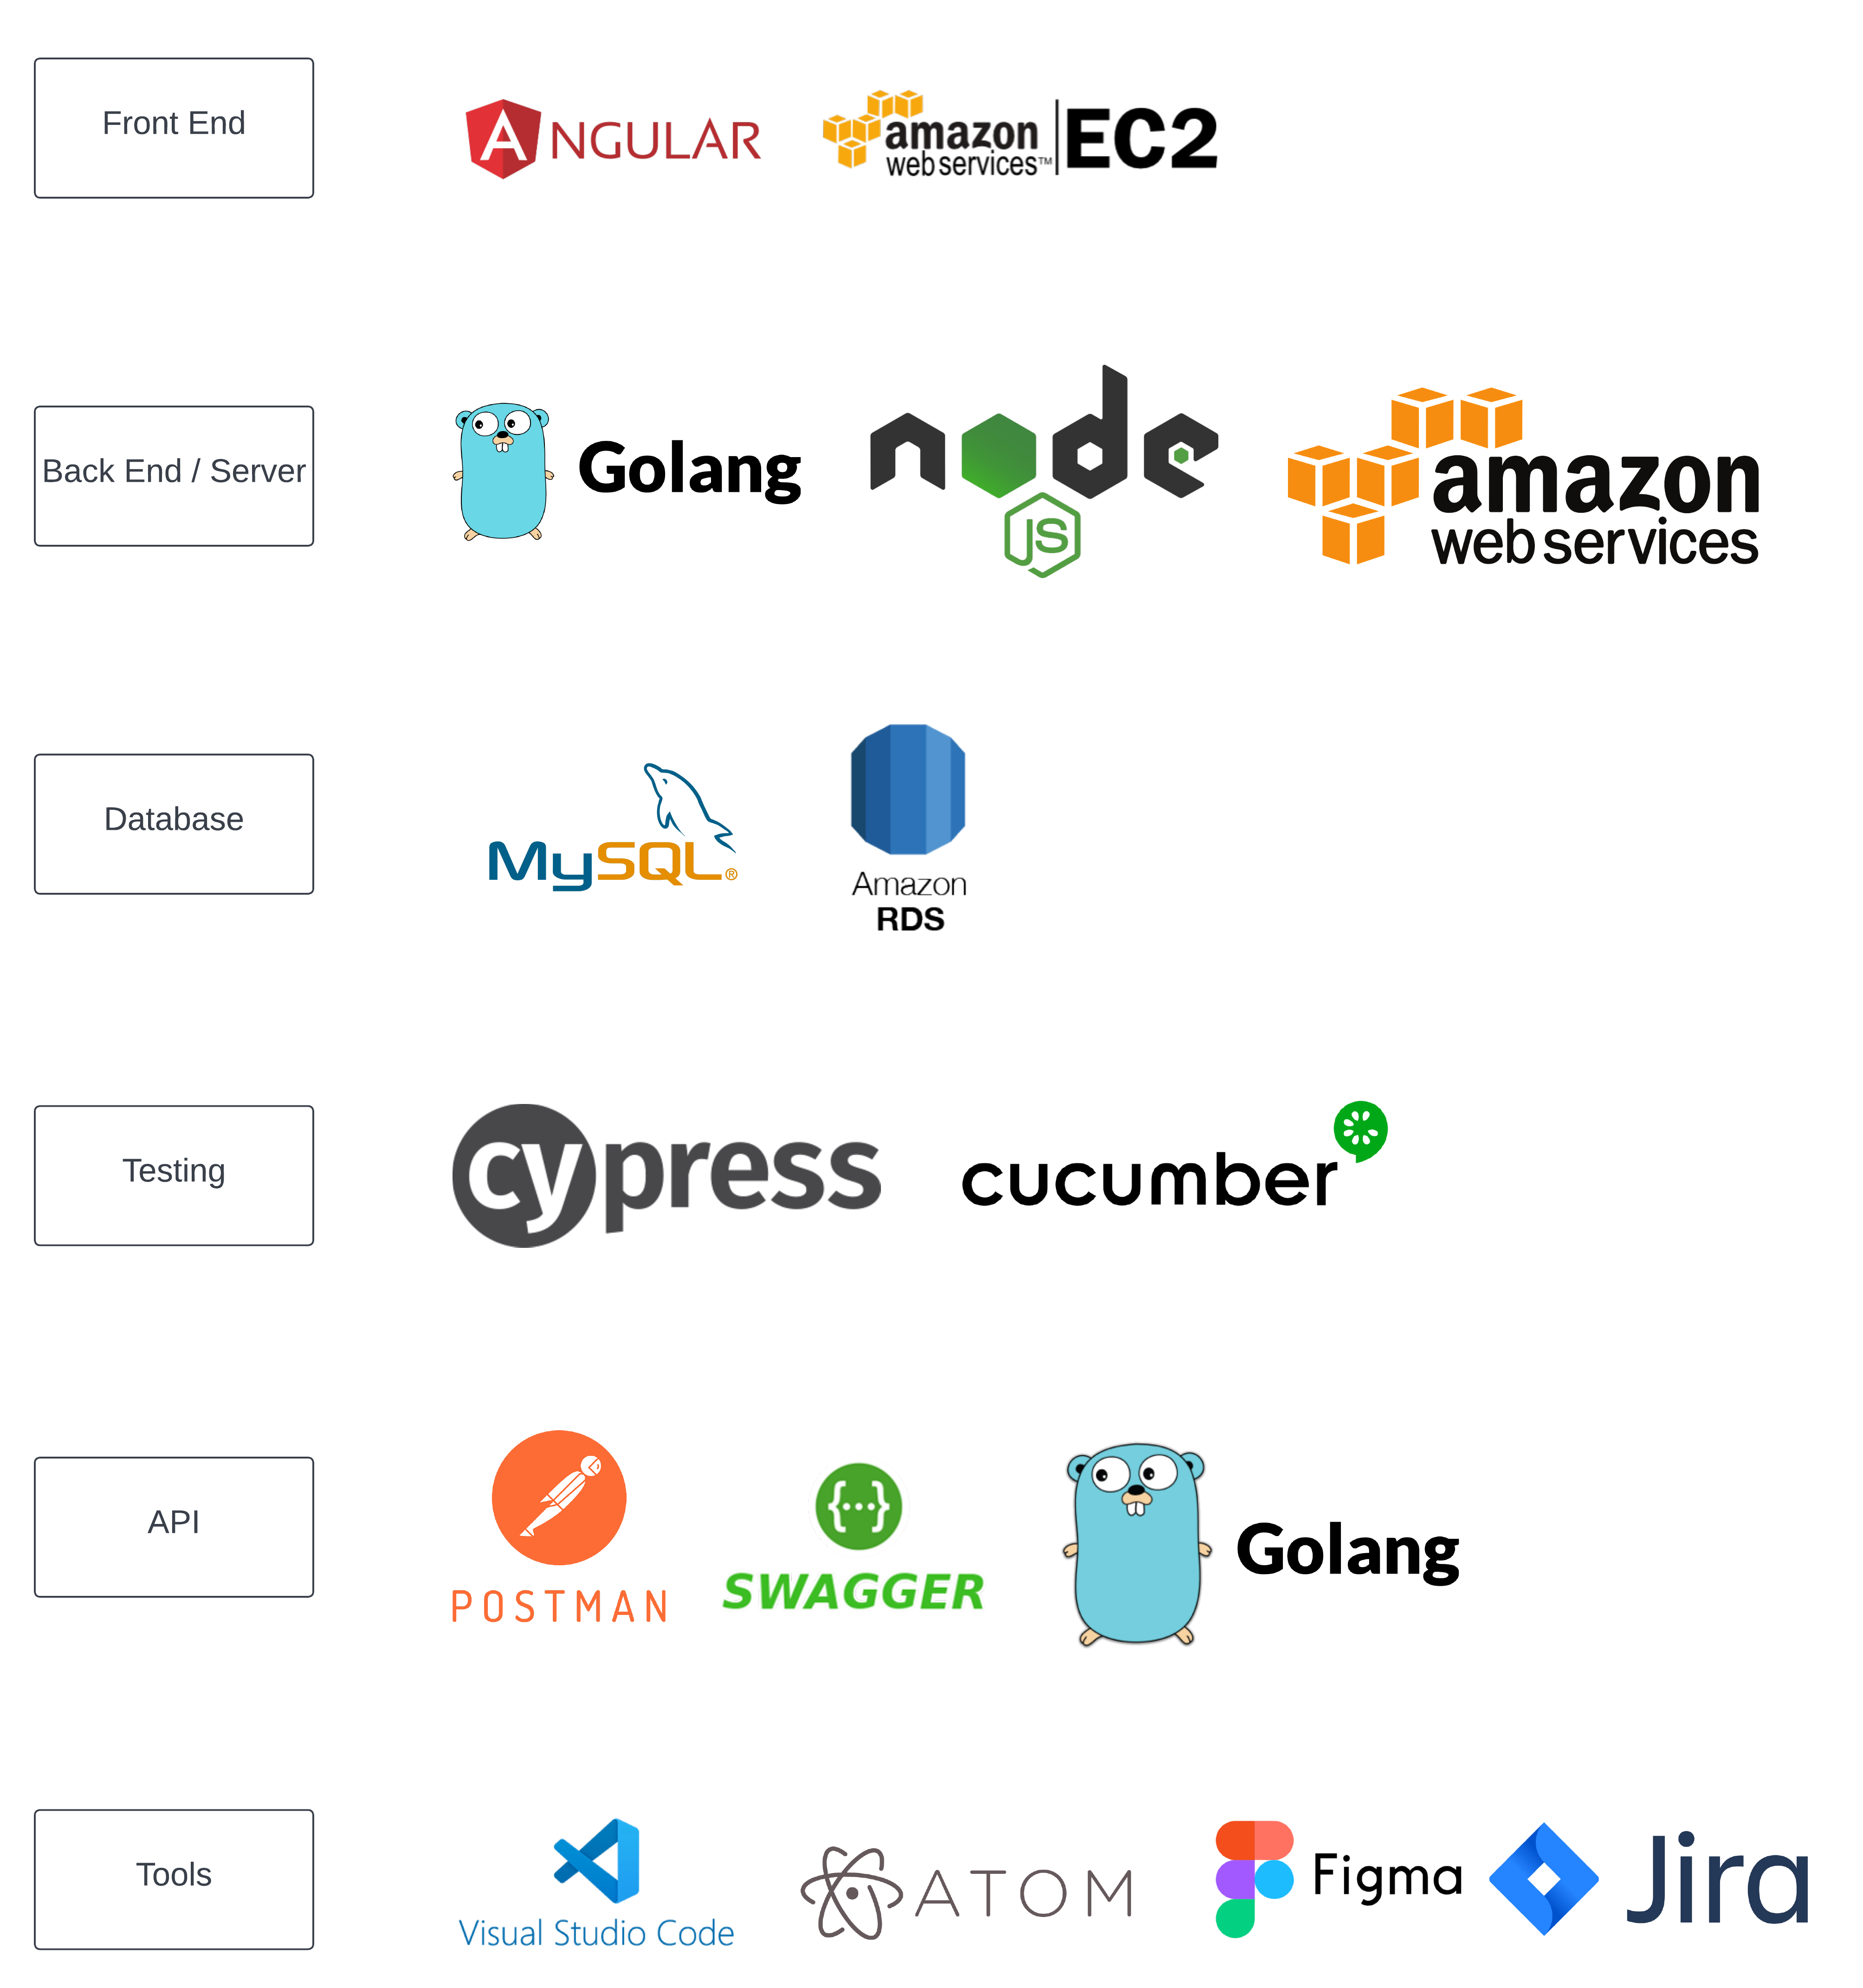 Front End
ANGULAR
amazon
web services™
EC2
Back End / Server
Golang
node
JS
amazon
web services
Database
MySQL®
Amazon
RDS
Testing
cypress
cucumber
API
POSTMAN
{···}
SWAGGER
Golang
Tools
Visual Studio Code
ATOM
Figma
Jira